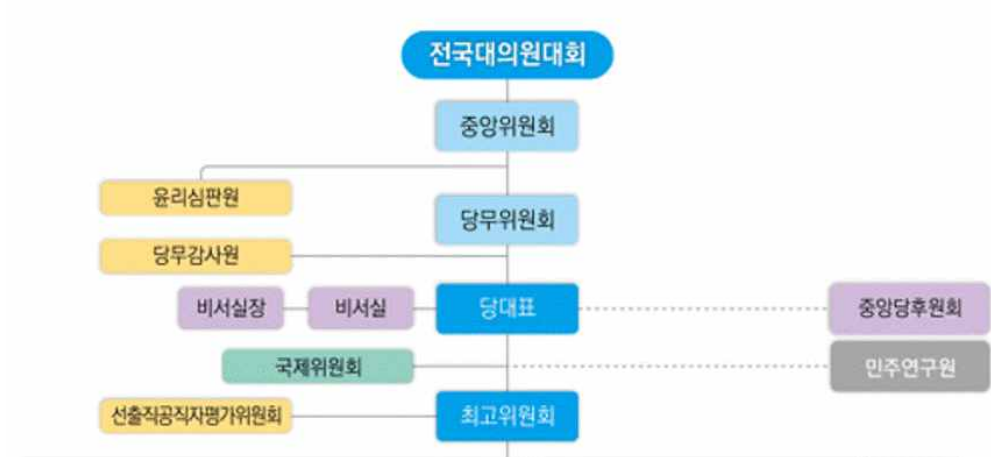 전국대의원대회
중앙위원회
윤리심판원
당무위원회
당무감사원
비서실장
비서실
당대표
중앙당후원회
국제위원회
민주연구원
선출직공직자평가위원회
최고위원회